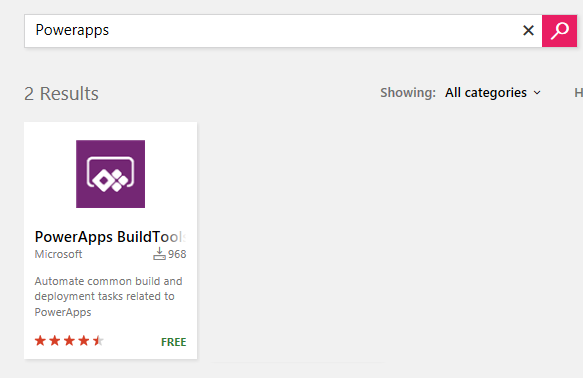 Powerapps
2 Results
Showing: All categories
H
PowerApps BuildTools
Microsoft 968
Automate common build and
deployment tasks related to
PowerApps
FREE